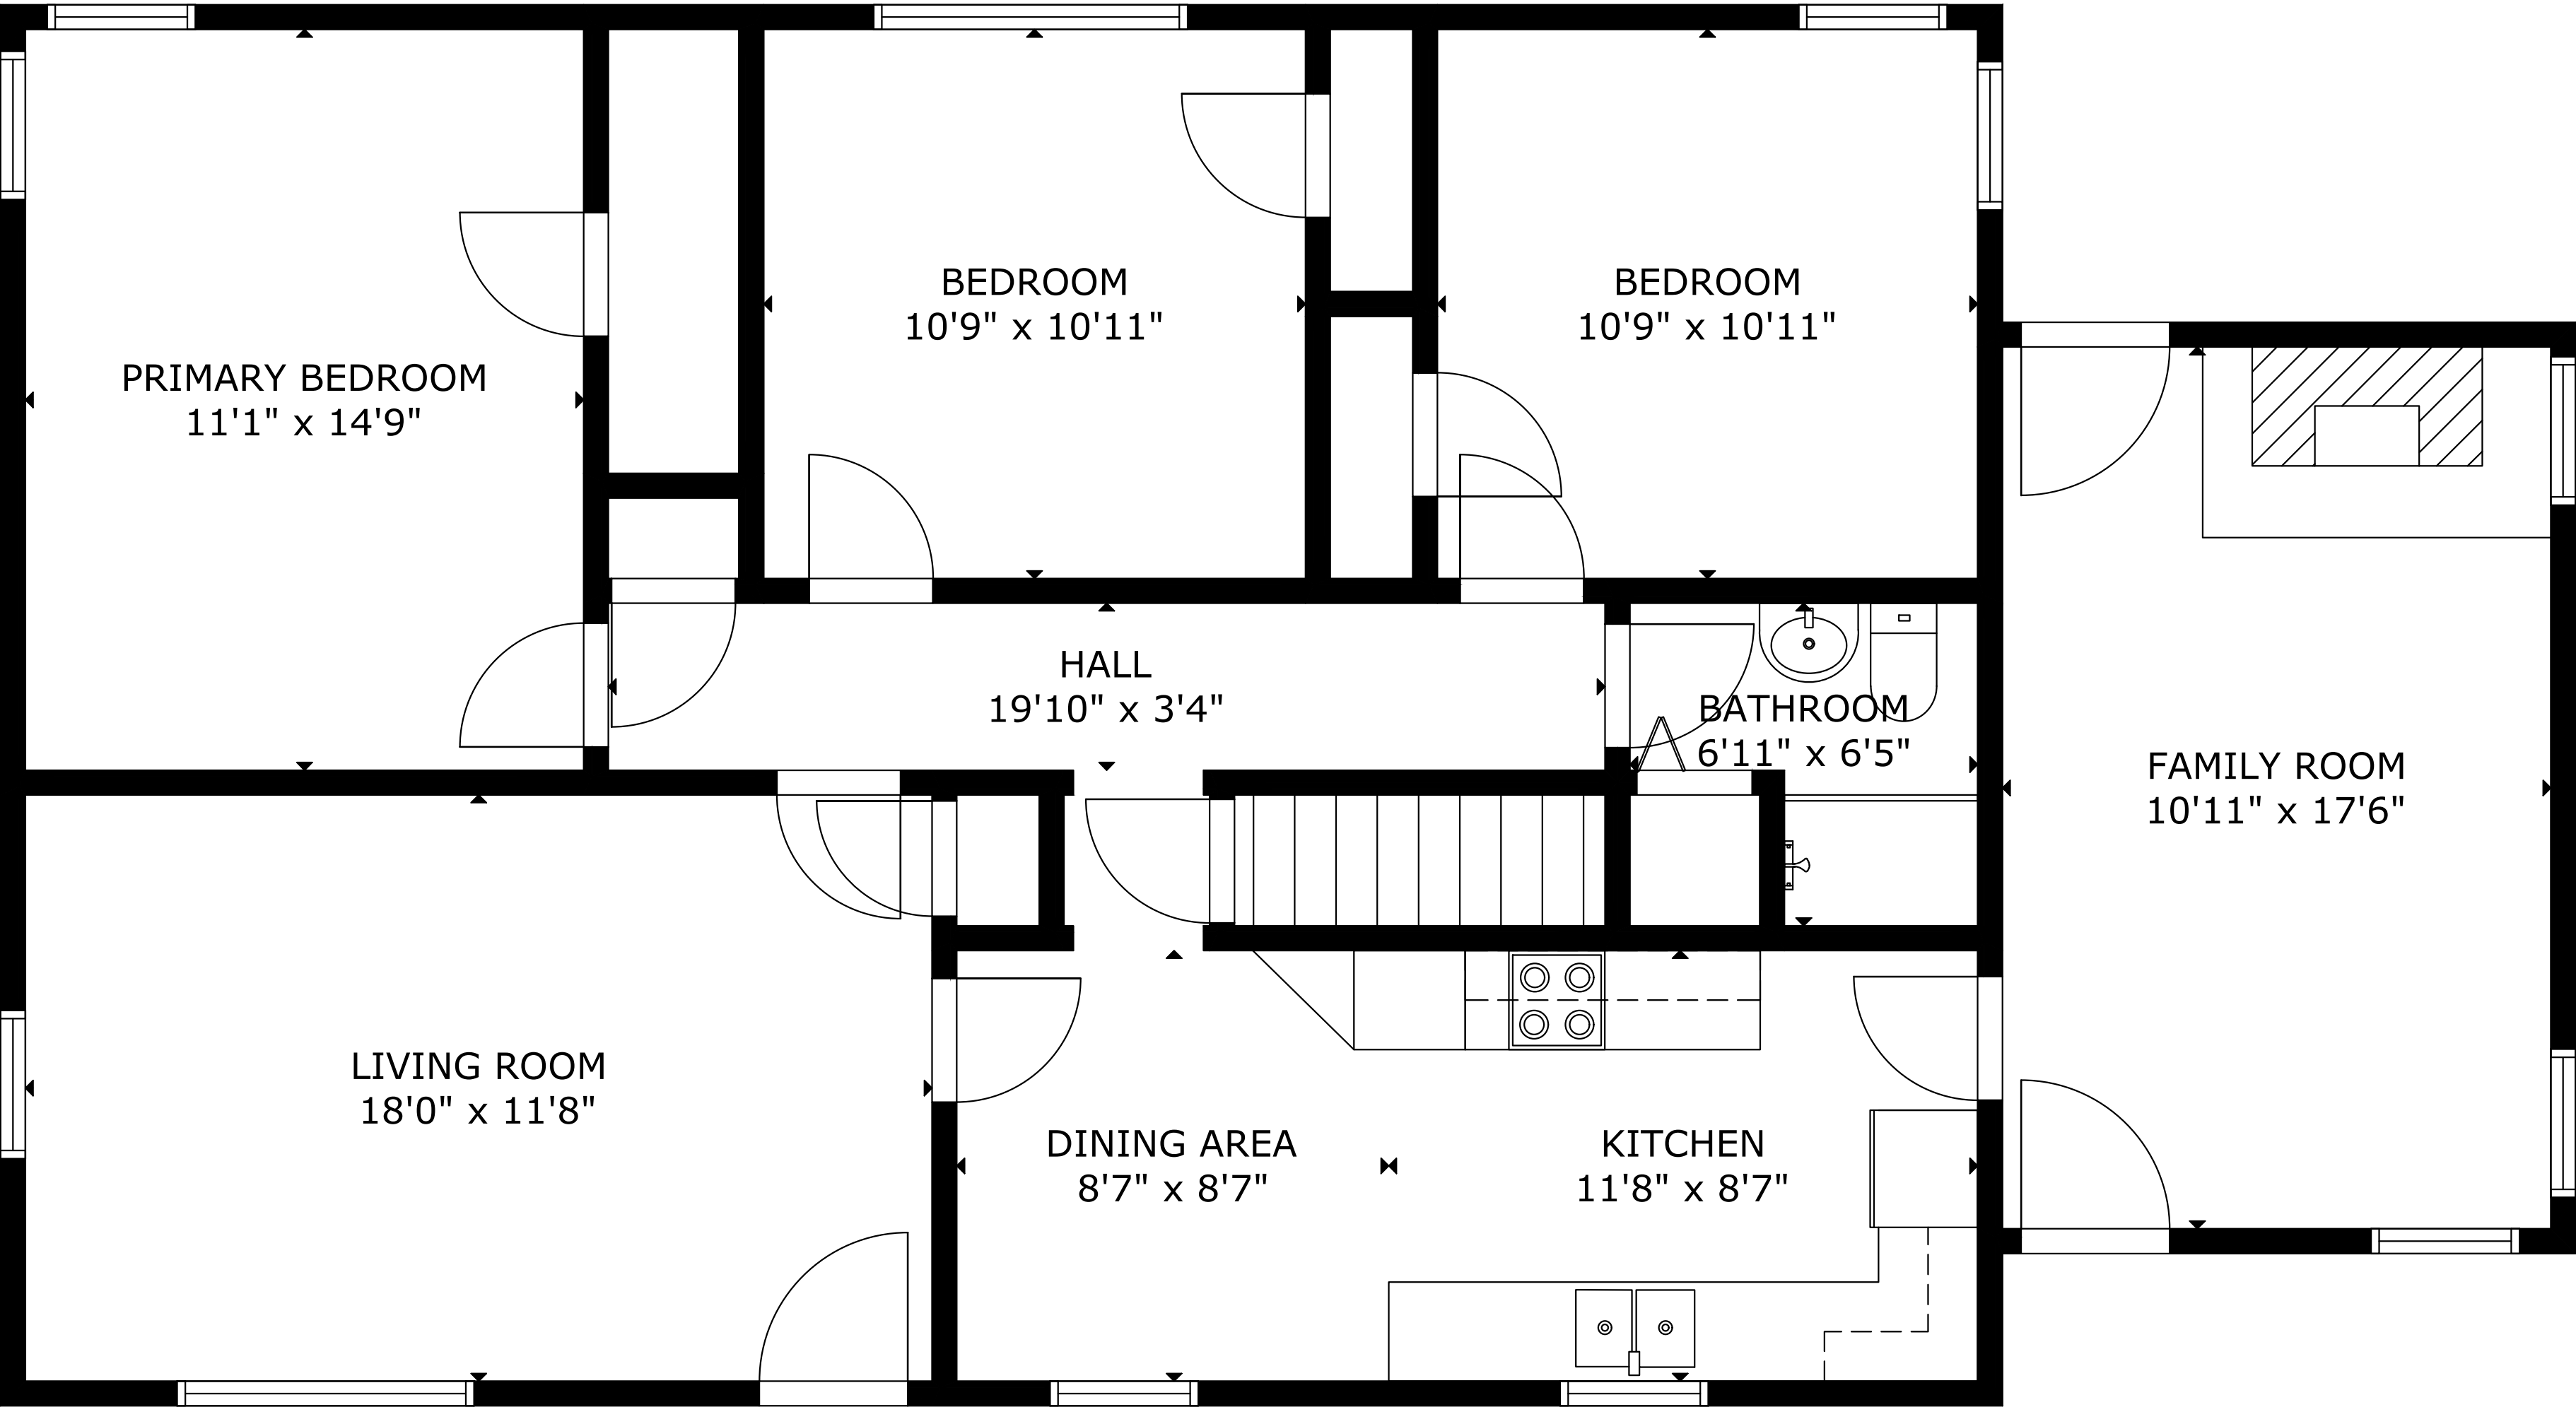 BEDROOM
10'9" x 10'11"
BEDROOM
10'9" x 10'11"
PRIMARY BEDROOM
11'1" x 14'9"
HALL
19'10" x 3'4"
BATHROOM
6'11" x 6'5"
FAMILY ROOM
10'11" x 17'6"
LIVING ROOM
18'0" x 11'8"
DINING AREA
8'7" x 8'7"
KITCHEN
11'8" x 8'7"